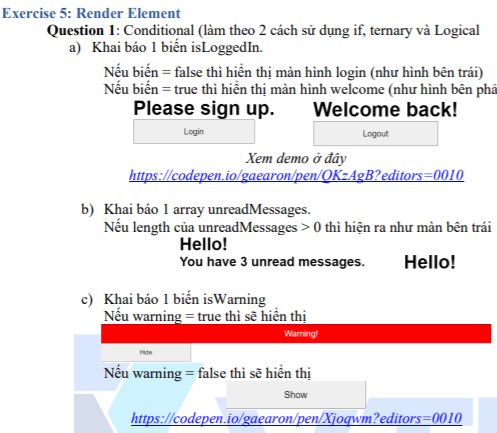 Exercise 5: Render Element
Question 1: Conditional (làm theo 2 cách sử dụng if, ternary và Logical
a) Khai báo 1 biến isLoggedIn.
Nếu biến = false thì hiển thị màn hình login (như hình bên trái)
Nếu biến = true thì hiển thị màn hình welcome (như hình bên phả
Please sign up. Welcome back!
Login Logout
Xem demo ở đây
https://codepen.io/gaearon/pen/QKzAgB?editors=0010
b) Khai báo 1 array unreadMessages.
Nếu length của unreadMessages > 0 thì hiện ra như màn bên trái
Hello!
You have 3 unread messages. Hello!
c) Khai báo 1 biến isWarning
Nếu warning = true thì sẽ hiển thị
Warning!
Hide
Nếu warning = false thì sẽ hiển thị
Show
https://codepen.io/gaearon/pen/Xjoqwm?editors=0010